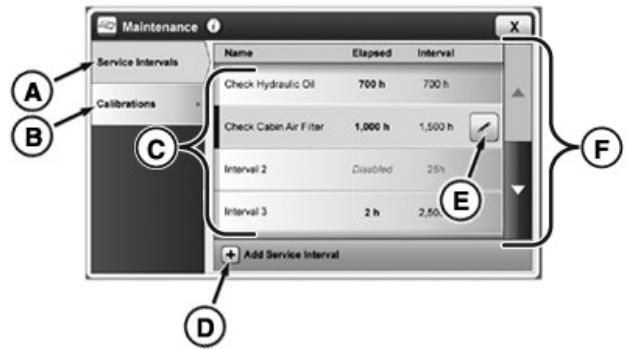 Maintenance i
X
Service Intervals
Calibrations
Name Elapsed Interval
Check Hydraulic Oil 700 h 700 h
Check Cabin Air Filter 1,000 h 1,500 h
Interval 2 Disabled 25h
Interval 3 2 h
+ Add Service Interval
A
B
C
D
E
F